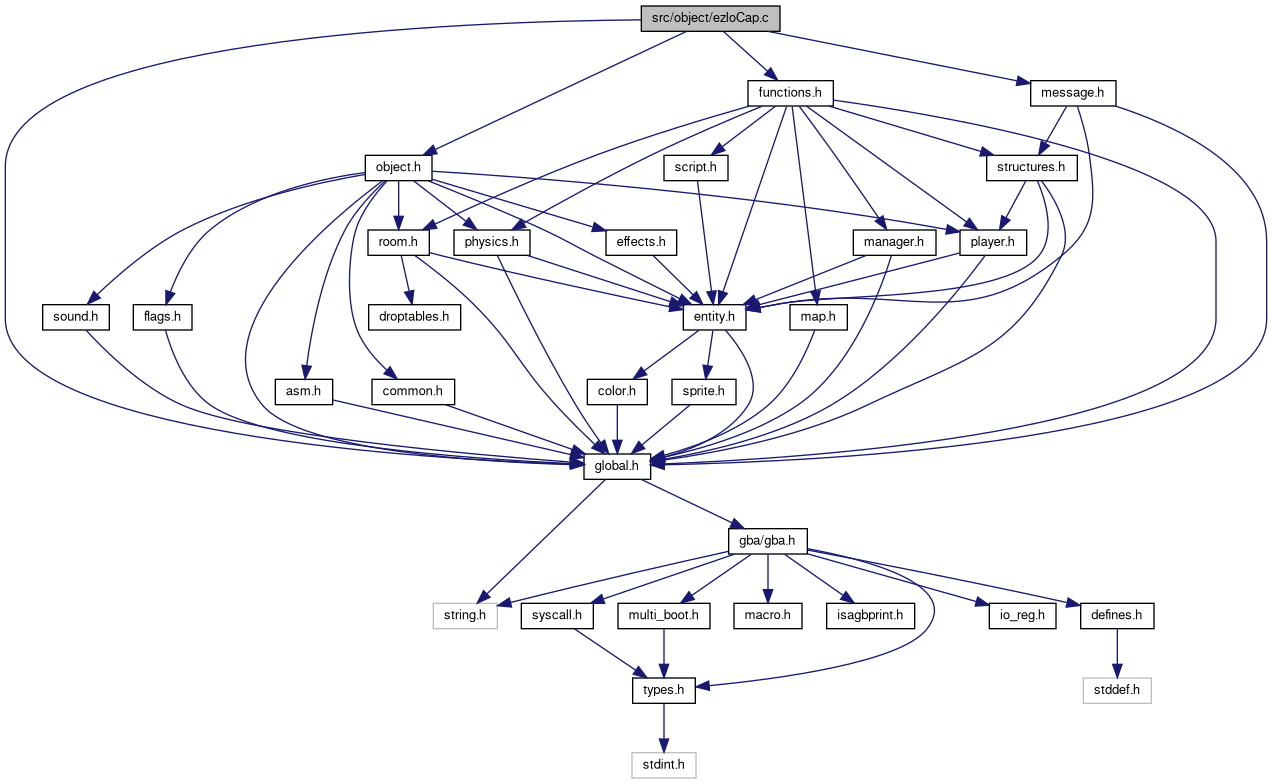 src/object/ezloCap.c
functions.h
message.h
object.h
script.h
structures.h
room.h
physics.h
effects.h
manager.h
player.h
sound.h
flags.h
droptables.h
entity.h
map.h
asm.h
common.h
color.h
sprite.h
global.h
gba/gba.h
string.h
syscall.h
multi_boot.h
macro.h
isagbprint.h
io_reg.h
defines.h
types.h
stddef.h
stdint.h